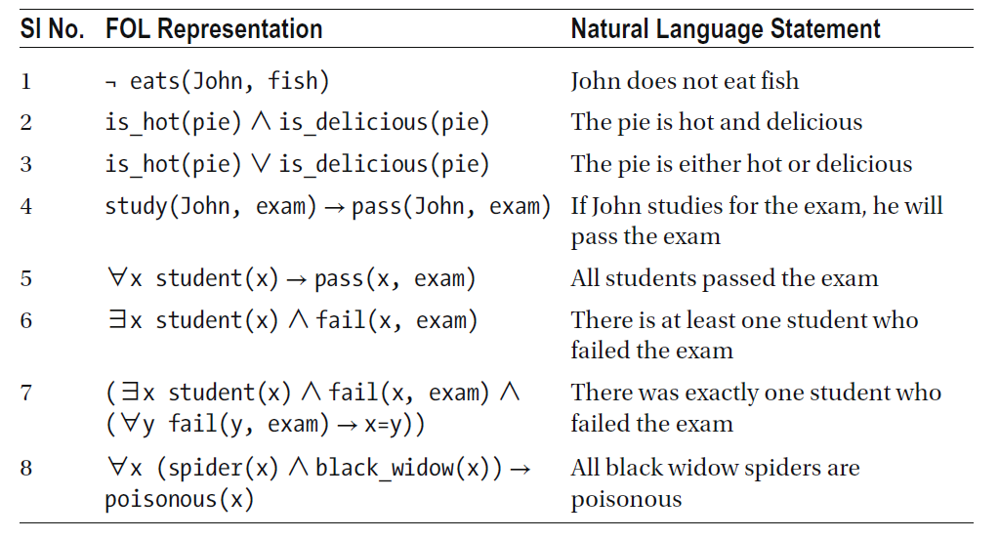 Sl No. FOL Representation Natural Language Statement
1 ¬ eats(John, fish) John does not eat fish
2 is_hot(pie) ∧ is_delicious(pie) The pie is hot and delicious
3 is_hot(pie) ∨ is_delicious(pie) The pie is either hot or delicious
4 study(John, exam) → pass(John, exam) If John studies for the exam, he will
pass the exam
5 ∀x student(x) → pass(x, exam) All students passed the exam
6 ∃x student(x) ∧ fail(x, exam) There is at least one student who
failed the exam
7 (∃x student(x) ∧ fail(x, exam) ∧ There was exactly one student who
(∀y fail(y, exam) → x=y)) failed the exam
8 ∀x (spider(x) ∧ black_widow(x)) → All black widow spiders are
poisonous(x) poisonous